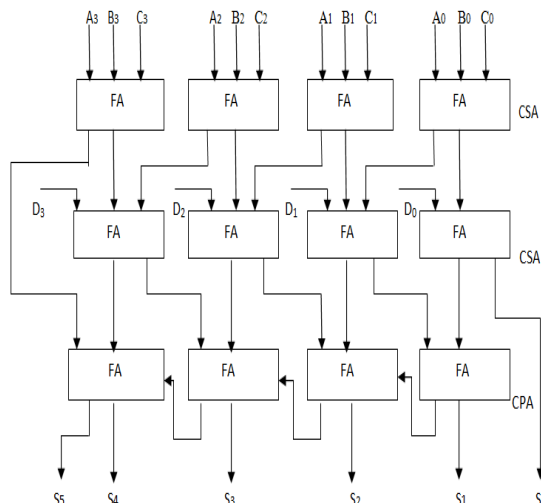 A3 B3 C3 A2 B2 C2 A1 B1 C1 A0 B0 C0
FA FA FA FA CSA
D3 D2 D1 D0
FA FA FA FA CSA
FA FA FA FA CPA
S5 S4 S3 S2 S1 S